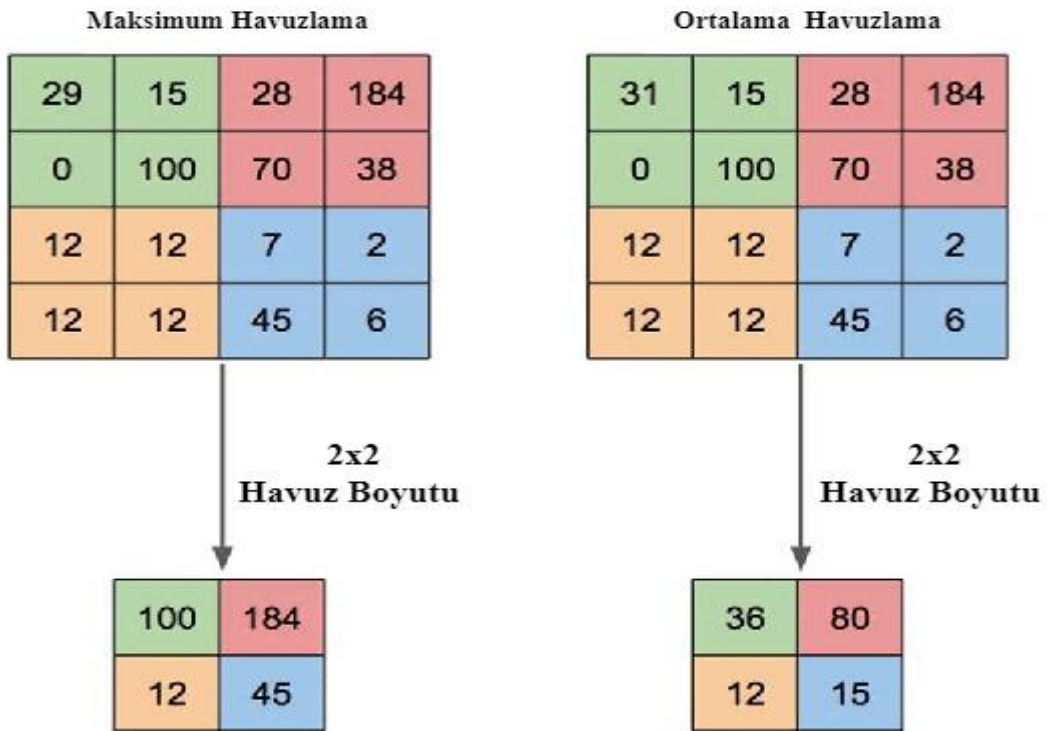 Maksimum Havuzlama
29 15 28 184
0 100 70 38
12 12 7 2
12 12 45 6
2x2
Havuz Boyutu
100 184
12 45
Ortalama Havuzlama
31 15 28 184
0 100 70 38
12 12 7 2
12 12 45 6
2x2
Havuz Boyutu
36 80
12 15